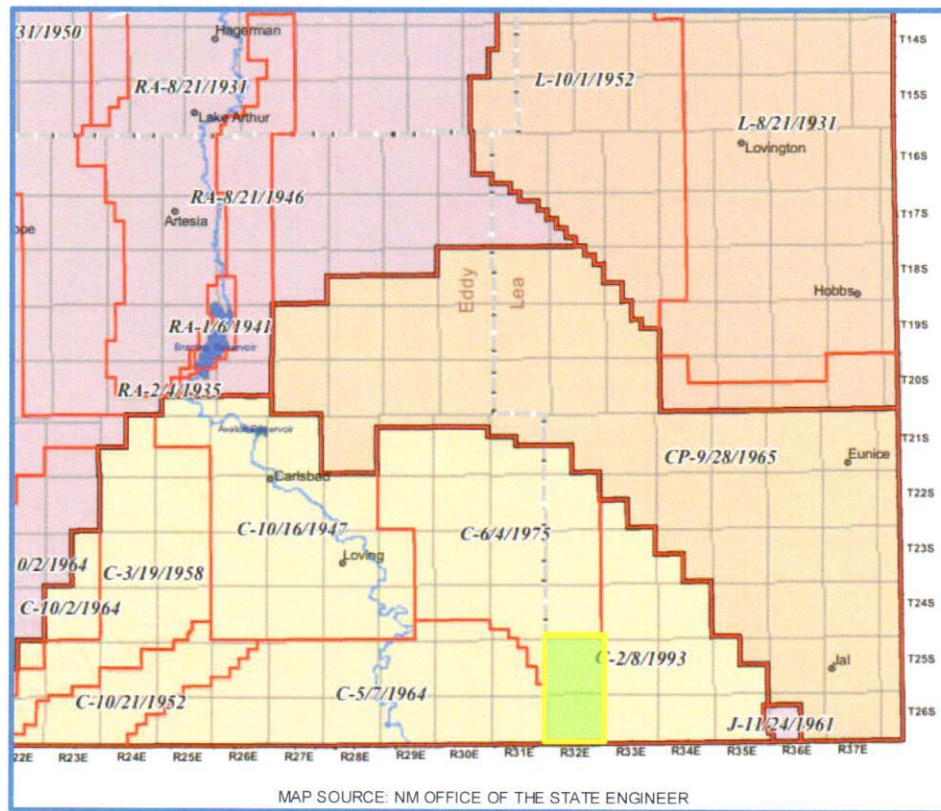 /31/1950
Hagerman
T14S
RA-8/21/1931
L-10/1/1952
T15S
Lake Arthur
L-8/21/1931
Lovington
T16S
RA-8/21/1946
Artesia
T17S
ope
Eddy
Lea
T18S
Hobbs
RA-1/6/1941
T19S
RA-2/4/1935
T20S
Avalon Reservoir
T21S
CP-9/28/1965
Eunice
Carlsbad
T22S
C-10/16/1947
C-6/4/1975
0/2/1964
C-3/19/1958
Loving
T23S
C-10/2/1964
T24S
C-2/8/1993
Jal
T25S
C-10/21/1952
C-5/7/1964
J-11/24/1961
T26S
22E R23E R24E R25E R26E R27E R28E R29E R30E R31E R32E R33E R34E R35E R36E R37E
MAP SOURCE: NM OFFICE OF THE STATE ENGINEER